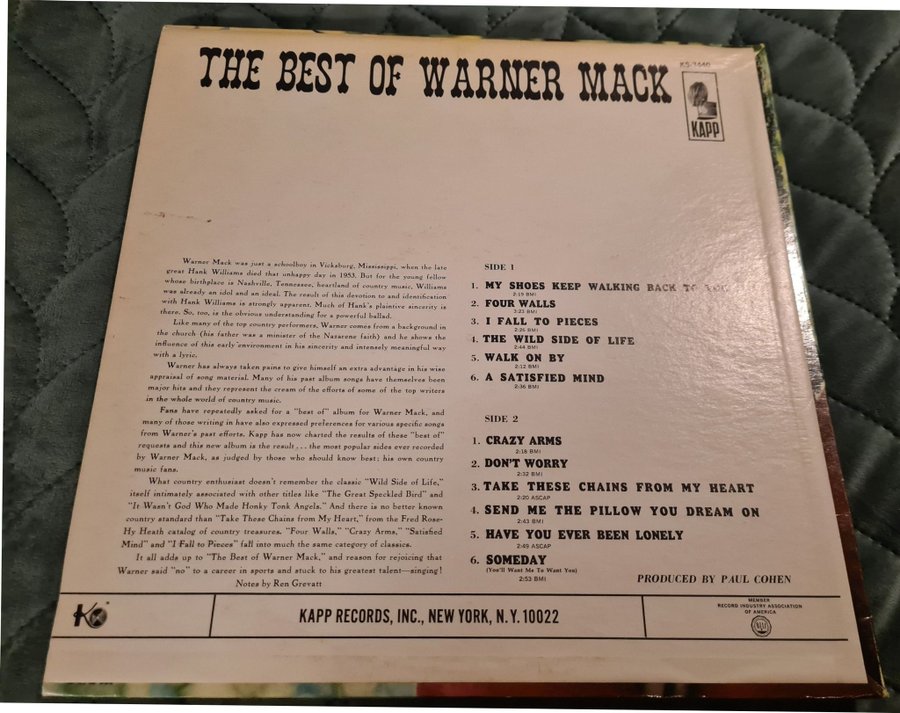 THE BEST OF WARNER MACK
KS-3440
KAPP
Warner Mack was just a schoolboy in Vicksburg, Mississippi, when the late
great Hank Williams died that unhappy day in 1953. But for the young fellow
whose birthplace is Nashville, Tennessee, heartland of country music, Williams
was already an idol and an ideal. The result of this devotion to and identification
with Hank Williams is strongly apparent. Much of Hank's plaintive sincerity is
there. So, too, is the obvious understanding for a powerful ballad.
Like many of the top country performers, Warner comes from a background in
the church (his father was a minister of the Nazarene faith) and he shows the
influence of this early environment in his sincerity and intensely meaningful way
with a lyric.
Warner has always taken pains to give himself an extra advantage in his wise
appraisal of song material. Many of his past album songs have themselves been
major hits and they represent the cream of the efforts of some of the top writers
in the whole world of country music.
Fans have repeatedly asked for a "best of" album for Warner Mack, and
many of those writing in have also expressed preferences for various specific songs
from Warner's past efforts. Kapp has now charted the results of these "best of"
requests and this new album is the result . . . the most popular sides ever recorded
by Warner Mack, as judged by those who should know best; his own country
music fans.
What country enthusiast doesn't remember the classic "Wild Side of Life,"
itself intimately associated with other titles like "The Great Speckled Bird" and
"It Wasn't God Who Made Honky Tonk Angels." And there is no better known
country standard than "Take These Chains from My Heart," from the Fred Rose-
Hy Heath catalog of country treasures. "Four Walls," "Crazy Arms," "Satisfied
Mind" and "I Fall to Pieces" fall into much the same category of classics.
It all adds up to "The Best of Warner Mack," and reason for rejoicing that
Warner said "no" to a career in sports and stuck to his greatest talent—singing!
Notes by Ren Grevatt
SIDE 1
1. MY SHOES KEEP WALKING BACK TO YOU
2:19 BMI
2. FOUR WALLS
3:23 BMI
3. I FALL TO PIECES
2:25 BMI
4. THE WILD SIDE OF LIFE
2:44 BMI
5. WALK ON BY
2:12 BMI
6. A SATISFIED MIND
2:36 BMI
SIDE 2
1. CRAZY ARMS
2:18 BMI
2. DON'T WORRY
2:32 BMI
3. TAKE THESE CHAINS FROM MY HEART
2:20 ASCAP
4. SEND ME THE PILLOW YOU DREAM ON
2:43 BMI
5. HAVE YOU EVER BEEN LONELY
2:49 ASCAP
6. SOMEDAY
(You'll Want Me To Want You)
2:53 BMI
PRODUCED BY PAUL COHEN
K
KAPP RECORDS, INC., NEW YORK, N.Y. 10022
MEMBER
RECORD INDUSTRY ASSOCIATION
OF AMERICA